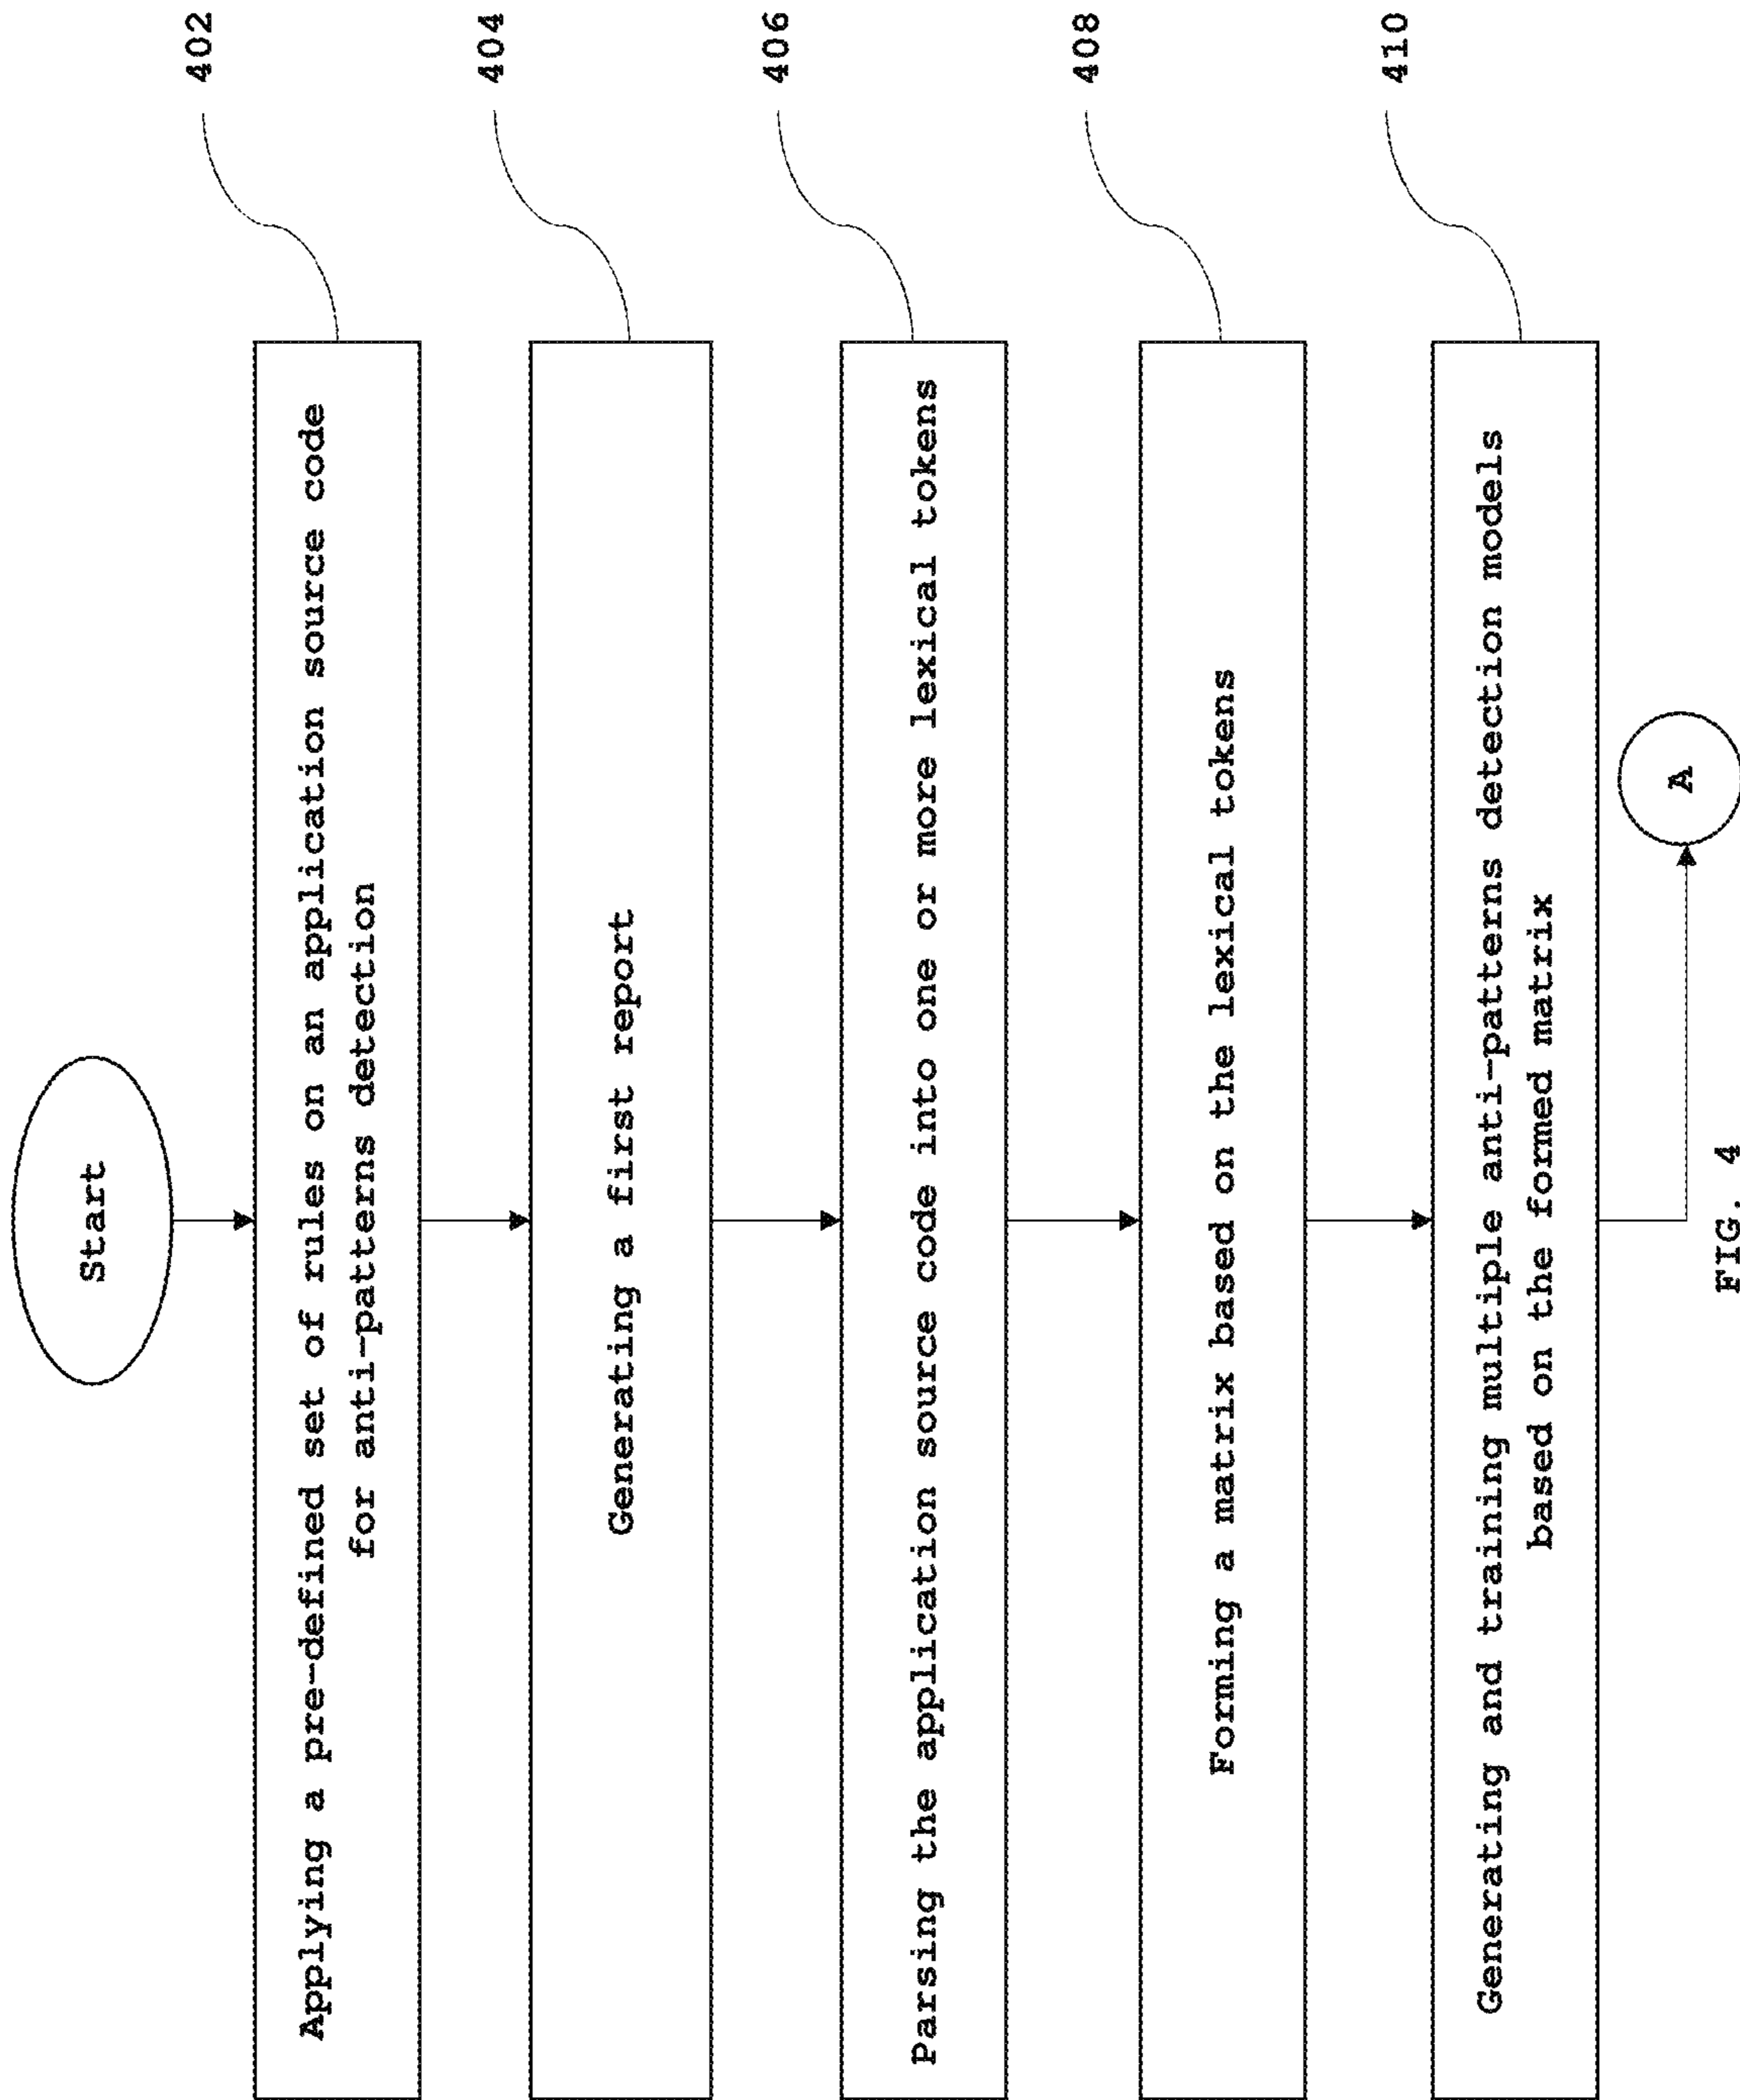 Start
402
Applying a pre-defined set of rules on an application source code
for anti-patterns detection
404
Generating a first report
406
Parsing the application source code into one or more lexical tokens
408
Forming a matrix based on the lexical tokens
410
Generating and training multiple anti-patterns detection models
based on the formed matrix
A
FIG. 4